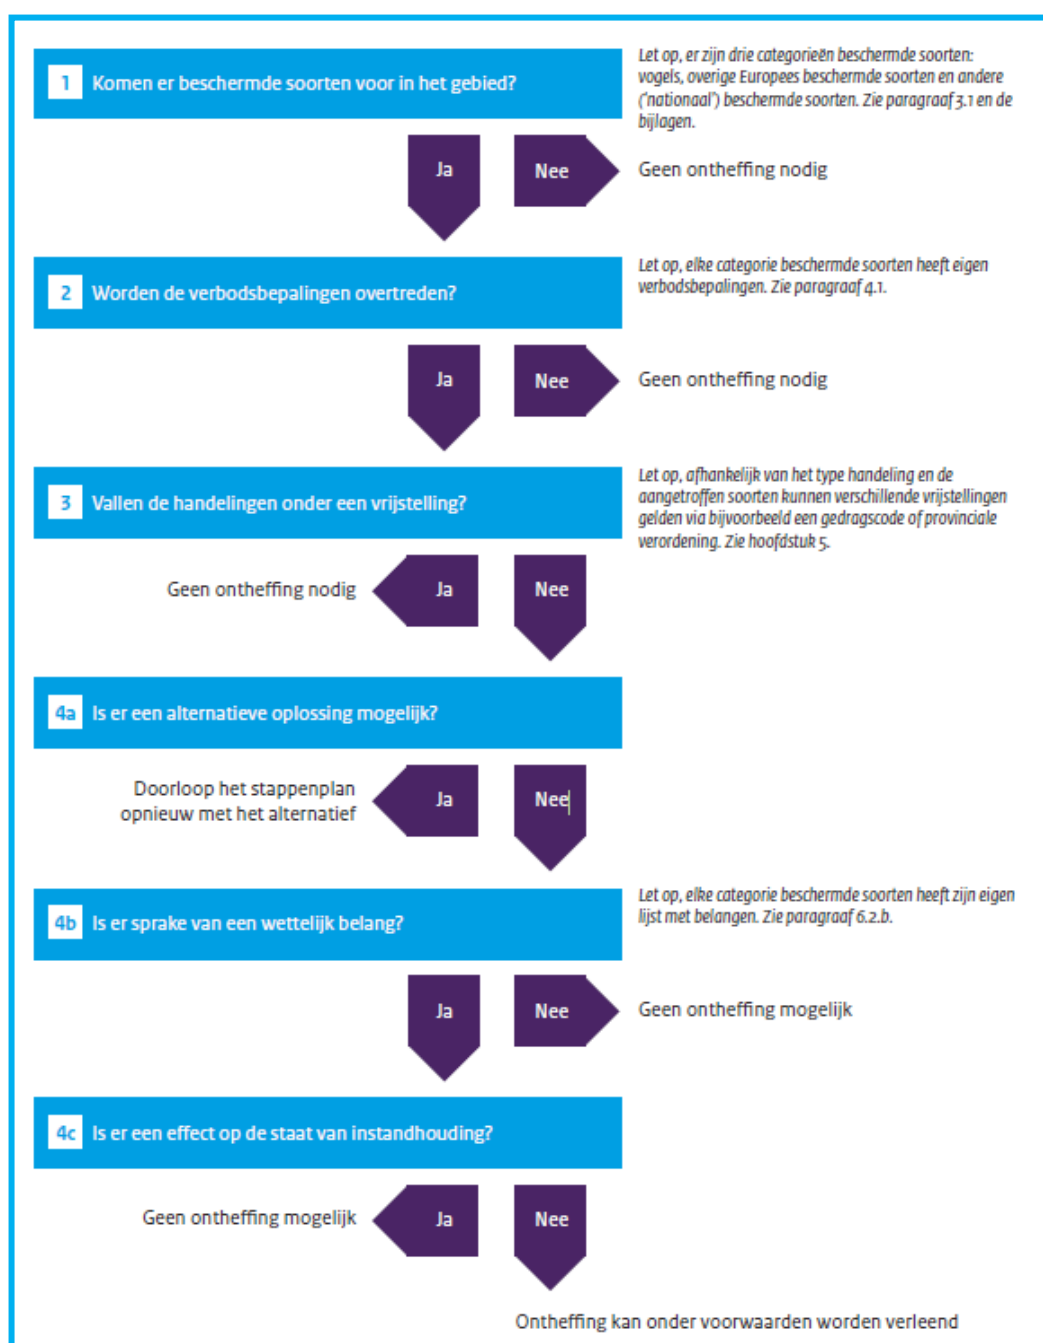 1 Komen er beschermde soorten voor in het gebied?
Let op, er zijn drie categorieën beschermde soorten:
vogels, overige Europees beschermde soorten en andere
('nationaal') beschermde soorten. Zie paragraaf 3.1 en de
bijlagen.
Ja
Nee
Geen ontheffing nodig
2 Worden de verbodsbepalingen overtreden?
Let op, elke categorie beschermde soorten heeft eigen
verbodsbepalingen. Zie paragraaf 4.1.
Ja
Nee
Geen ontheffing nodig
3 Vallen de handelingen onder een vrijstelling?
Let op, afhankelijk van het type handeling en de
aangetroffen soorten kunnen verschillende vrijstellingen
gelden via bijvoorbeeld een gedragscode of provinciale
verordening. Zie hoofdstuk 5.
Geen ontheffing nodig
Ja
Nee
4a Is er een alternatieve oplossing mogelijk?
Doorloop het stappenplan
opnieuw met het alternatief
Ja
Nee
4b Is er sprake van een wettelijk belang?
Let op, elke categorie beschermde soorten heeft zijn eigen
lijst met belangen. Zie paragraaf 6.2.b.
Ja
Nee
Geen ontheffing mogelijk
4c Is er een effect op de staat van instandhouding?
Geen ontheffing mogelijk
Ja
Nee
Ontheffing kan onder voorwaarden worden verleend